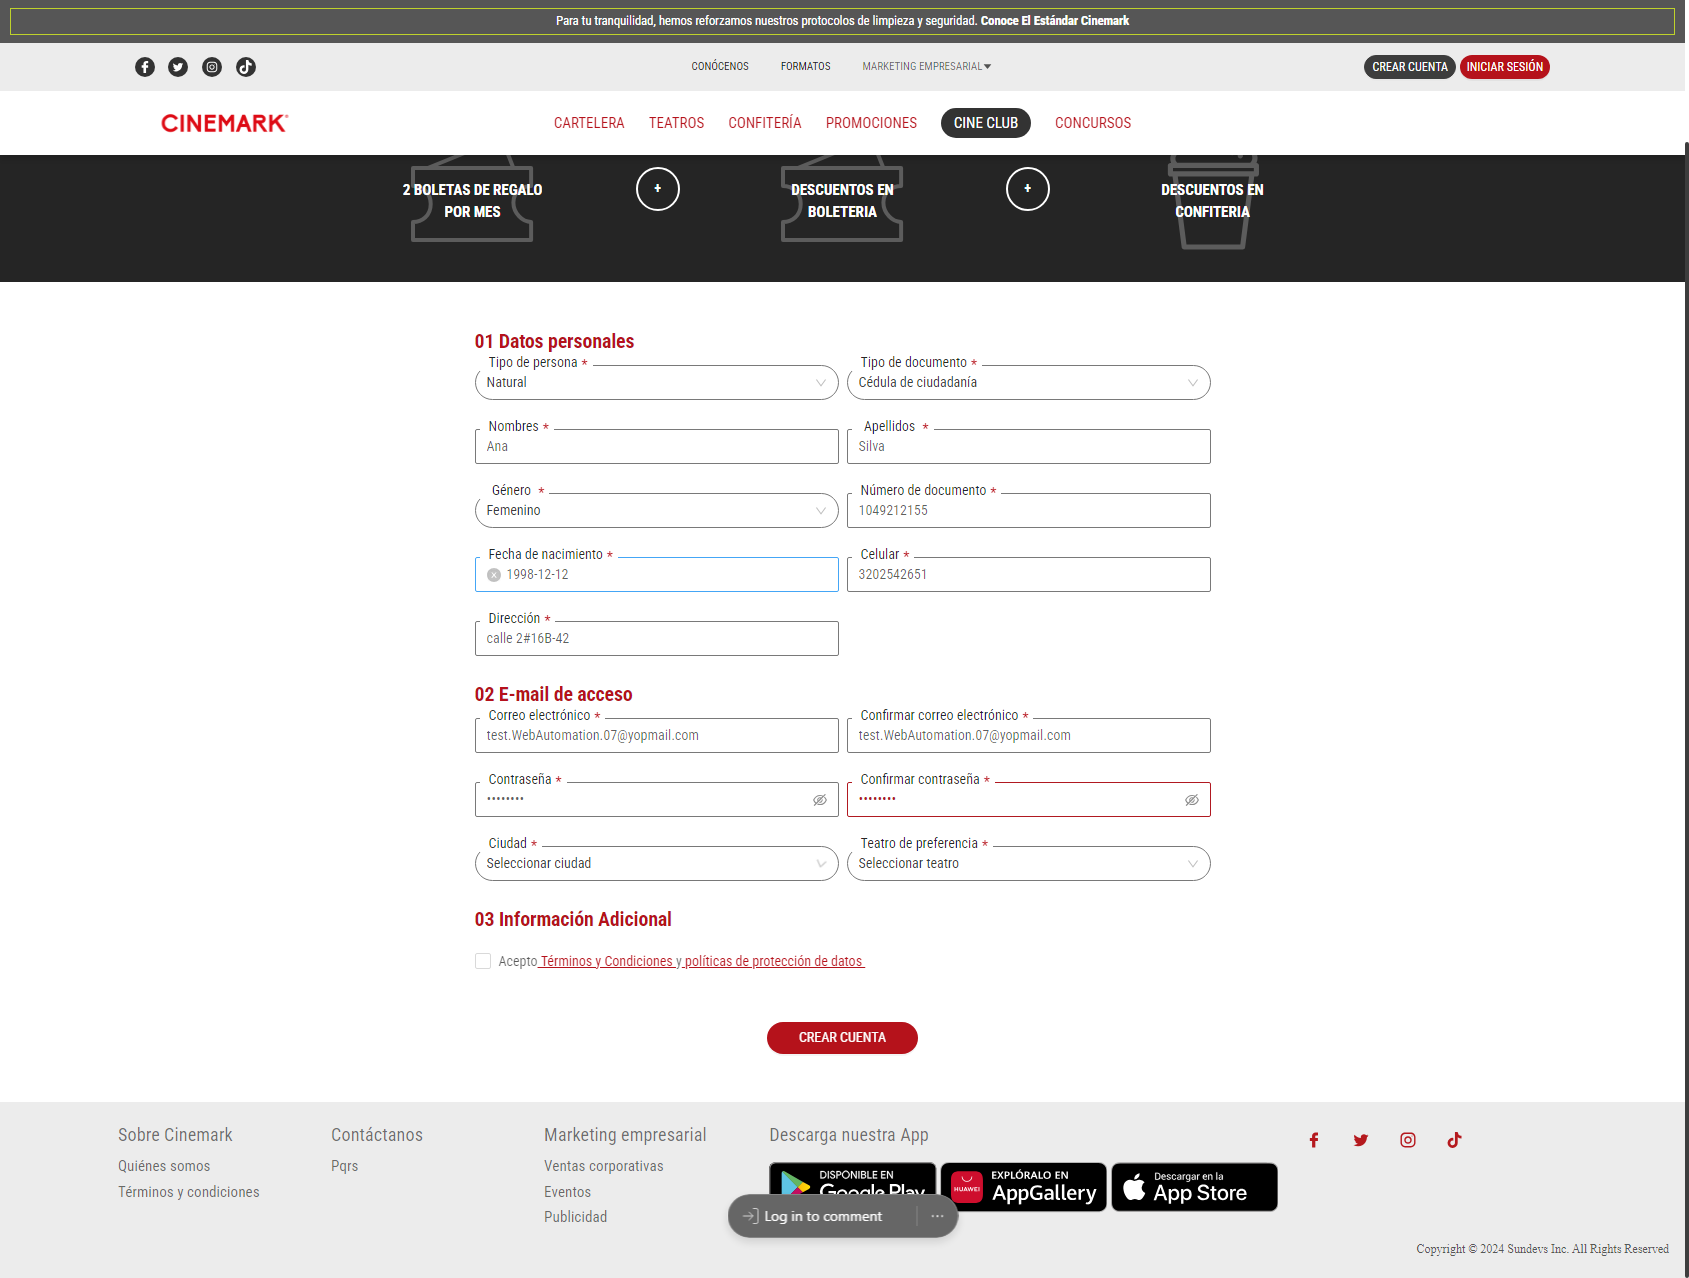 Para tu tranquilidad, hemos reforzamos nuestros protocolos de limpieza y seguridad. Conoce El Estándar Cinemark
CONÓCENOS FORMATOS MARKETING EMPRESARIAL
CREAR CUENTA INICIAR SESIÓN
CINEMARK
CARTELERA TEATROS CONFITERÍA PROMOCIONES CINE CLUB CONCURSOS
2 BOLETAS DE REGALO
POR MES
+
DESCUENTOS EN
BOLETERIA
+
DESCUENTOS EN
CONFITERIA
01 Datos personales
Tipo de persona *
Natural
Tipo de documento *
Cédula de ciudadanía
Nombres *
Ana
Apellidos *
Silva
Género *
Femenino
Número de documento *
1049212155
Fecha de nacimiento *
1998-12-12
Celular *
3202542651
Dirección *
calle 2#16B-42
02 E-mail de acceso
Correo electrónico *
test.WebAutomation.07@yopmail.com
Confirmar correo electrónico *
test.WebAutomation.07@yopmail.com
Contraseña *
••••••••
Confirmar contraseña *
••••••••
Ciudad *
Seleccionar ciudad
Teatro de preferencia *
Seleccionar teatro
03 Información Adicional
Acepto Términos y Condiciones y políticas de protección de datos
CREAR CUENTA
Sobre Cinemark
Quiénes somos
Términos y condiciones
Contáctanos
Pqrs
Marketing empresarial
Ventas corporativas
Eventos
Publicidad
Descarga nuestra App
DISPONIBLE EN
Google Play
HUAWEI
EXPLÓRALO EN
AppGallery
Descargar en la
App Store
Log in to comment
Copyright © 2024 Sundevs Inc. All Rights Reserved